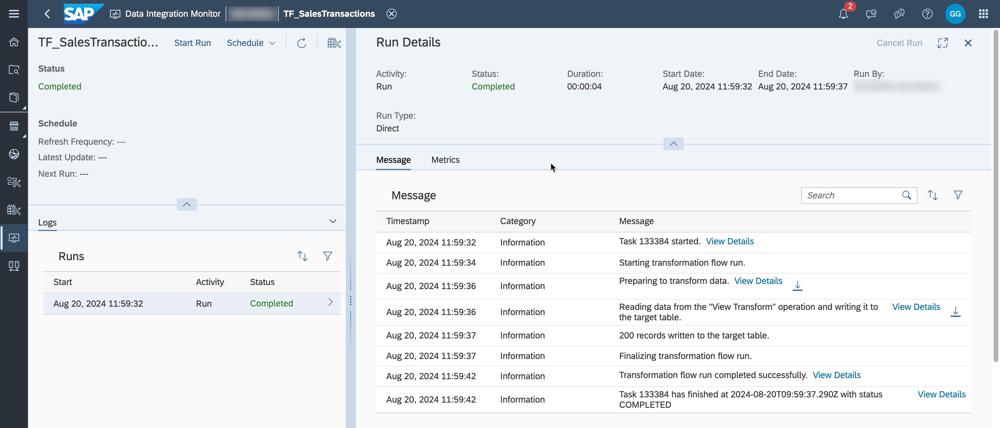 SAP Data Integration Monitor TF_SalesTransactions 2 GG
TF_SalesTransactio... Start Run Schedule
Status
Completed
Schedule
Refresh Frequency: ---
Latest Update: ---
Next Run: ---
Logs
Runs
Start Activity Status
Aug 20, 2024 11:59:32 Run Completed
Run Details Cancel Run
Activity: Status: Duration: Start Date: End Date: Run By:
Run Completed 00:00:04 Aug 20, 2024 11:59:32 Aug 20, 2024 11:59:37
Run Type:
Direct
Message Metrics
Message Search
Timestamp Category Message
Aug 20, 2024 11:59:32 Information Task 133384 started. View Details
Aug 20, 2024 11:59:34 Information Starting transformation flow run.
Aug 20, 2024 11:59:36 Information Preparing to transform data. View Details
Aug 20, 2024 11:59:36 Information Reading data from the "View Transform" operation and writing it to View Details
the target table.
Aug 20, 2024 11:59:37 Information 200 records written to the target table.
Aug 20, 2024 11:59:37 Information Finalizing transformation flow run.
Aug 20, 2024 11:59:42 Information Transformation flow run completed successfully. View Details
Aug 20, 2024 11:59:42 Information Task 133384 has finished at 2024-08-20T09:59:37.290Z with status View Details
COMPLETED